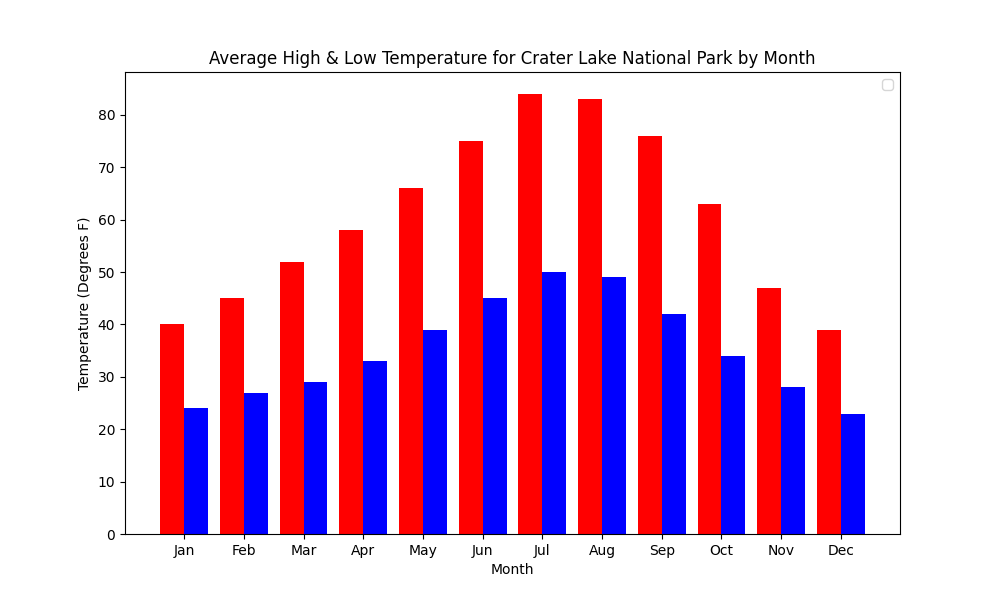 Average High & Low Temperature for Crater Lake National Park by Month
Temperature (Degrees F)
80
70
60
50
40
30
20
10
0
Jan Feb Mar Apr May Jun Jul Aug Sep Oct Nov Dec
Month